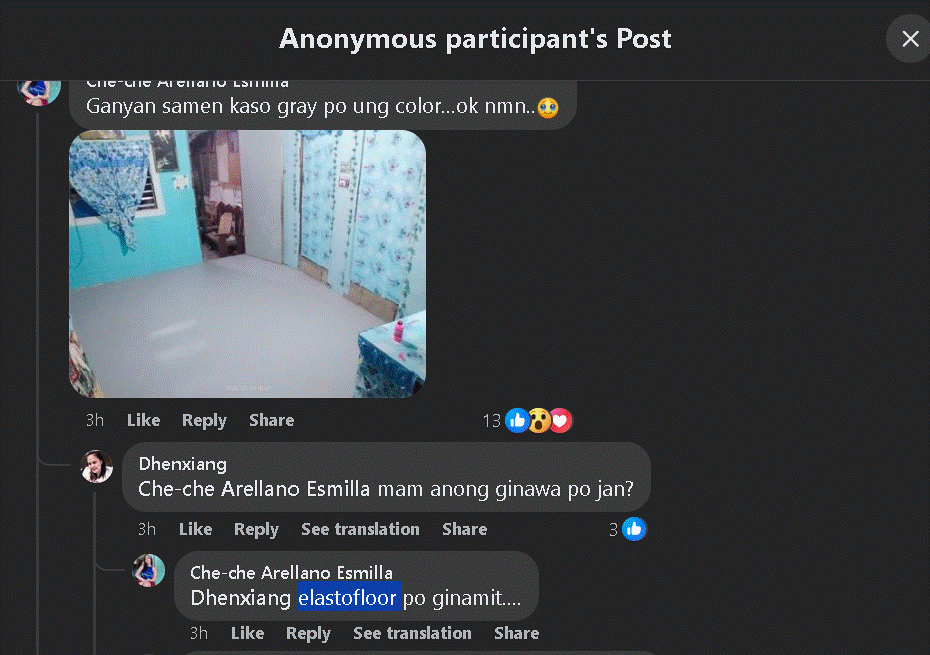 Anonymous participant's Post
Che-che Arellano Esmilla
Ganyan samen kaso gray po ung color...ok nmn..🥹
3h Like Reply Share 13
Dhenxiang
Che-che Arellano Esmilla mam anong ginawa po jan?
3h Like Reply See translation Share 3
Che-che Arellano Esmilla
Dhenxiang elastofloor po ginamit....
3h Like Reply See translation Share